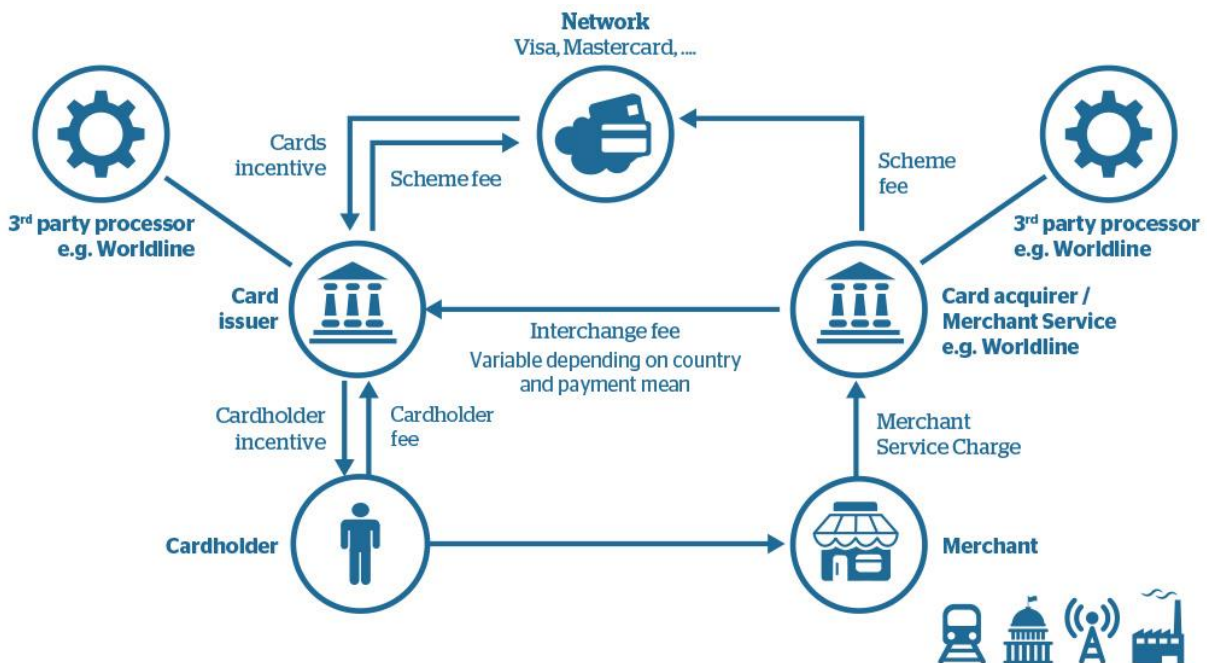 Network
Visa, Mastercard, ....
Cards
incentive
Scheme fee
Scheme
fee
3rd party processor
e.g. Worldline
3rd party processor
e.g. Worldline
Card
issuer
Interchange fee
Variable depending on country
and payment mean
Card acquirer /
Merchant Service
e.g. Worldline
Cardholder
incentive
Cardholder
fee
Merchant
Service Charge
Cardholder
Merchant